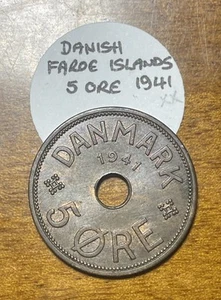 DANISH
FAROE ISLANDS
5 ORE 1941
XX
DANMARK
1941
5 ØRE